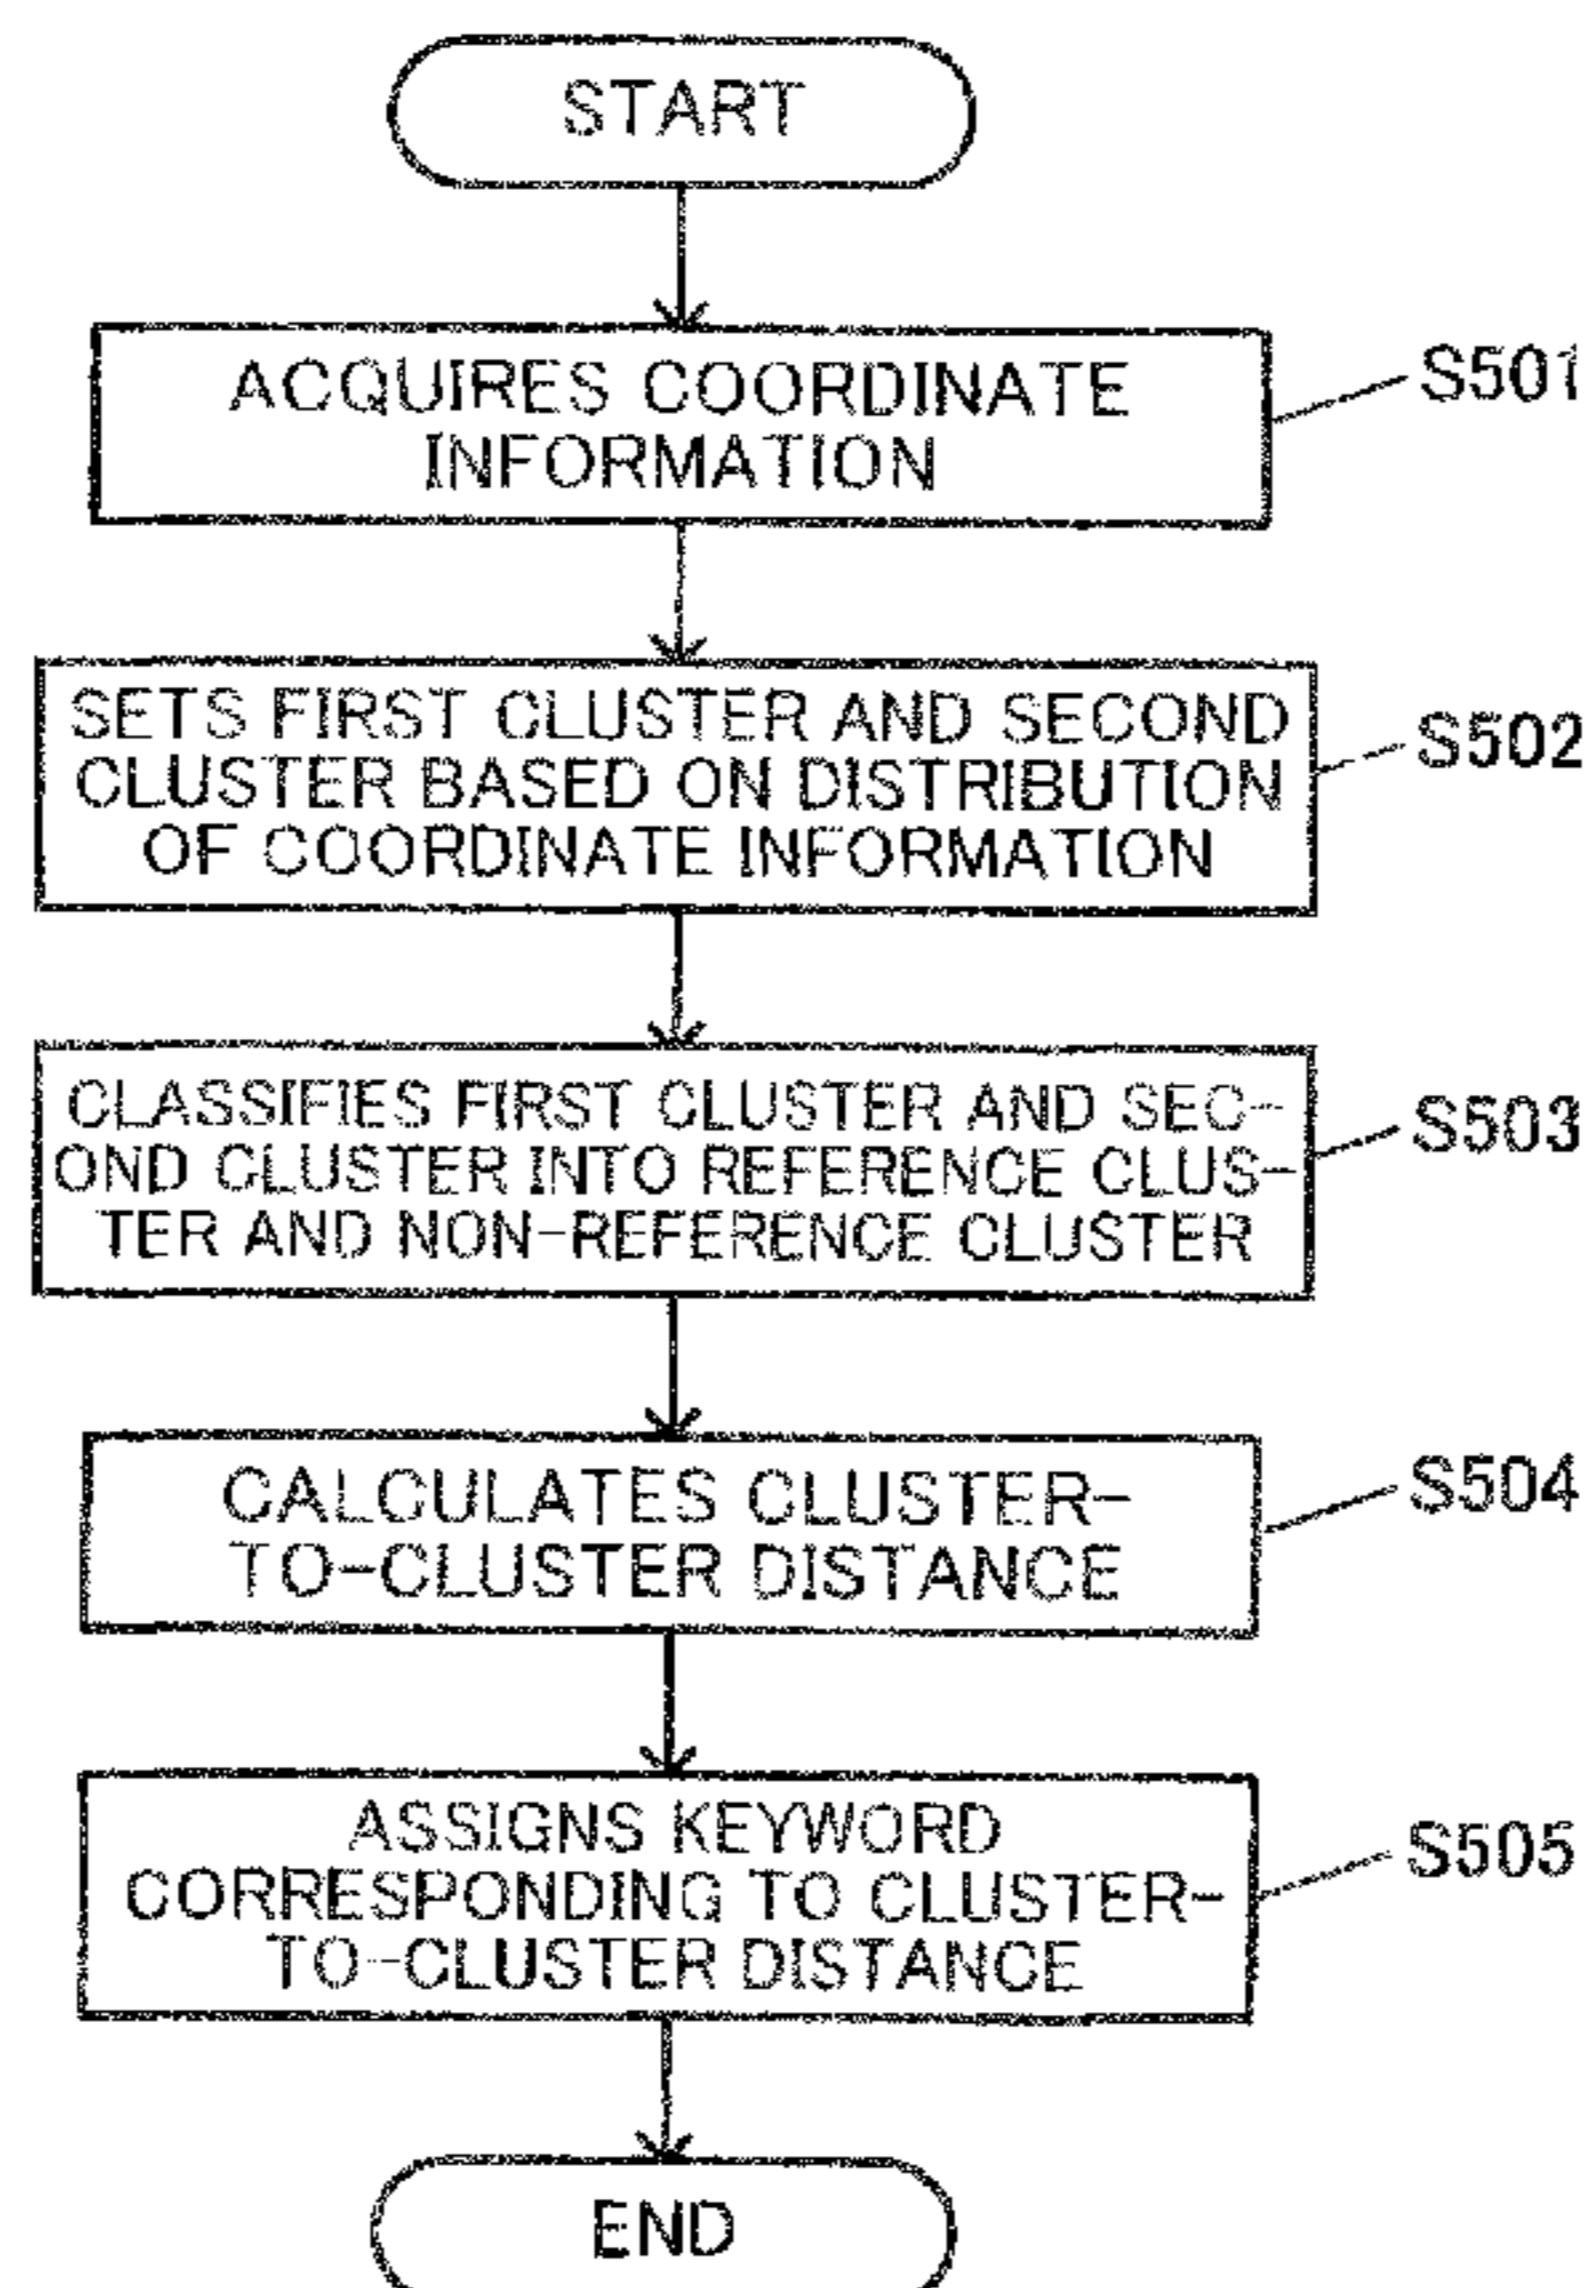 START
ACQUIRES COORDINATE
INFORMATION
S501
SETS FIRST CLUSTER AND SECOND
CLUSTER BASED ON DISTRIBUTION
OF COORDINATE INFORMATION
S502
CLASSIFIES FIRST CLUSTER AND SEC-
OND CLUSTER INTO REFERENCE CLUS-
TER AND NON-REFERENCE CLUSTER
S503
CALCULATES CLUSTER-
TO-CLUSTER DISTANCE
S504
ASSIGNS KEYWORD
CORRESPONDING TO CLUSTER-
TO-CLUSTER DISTANCE
S505
END